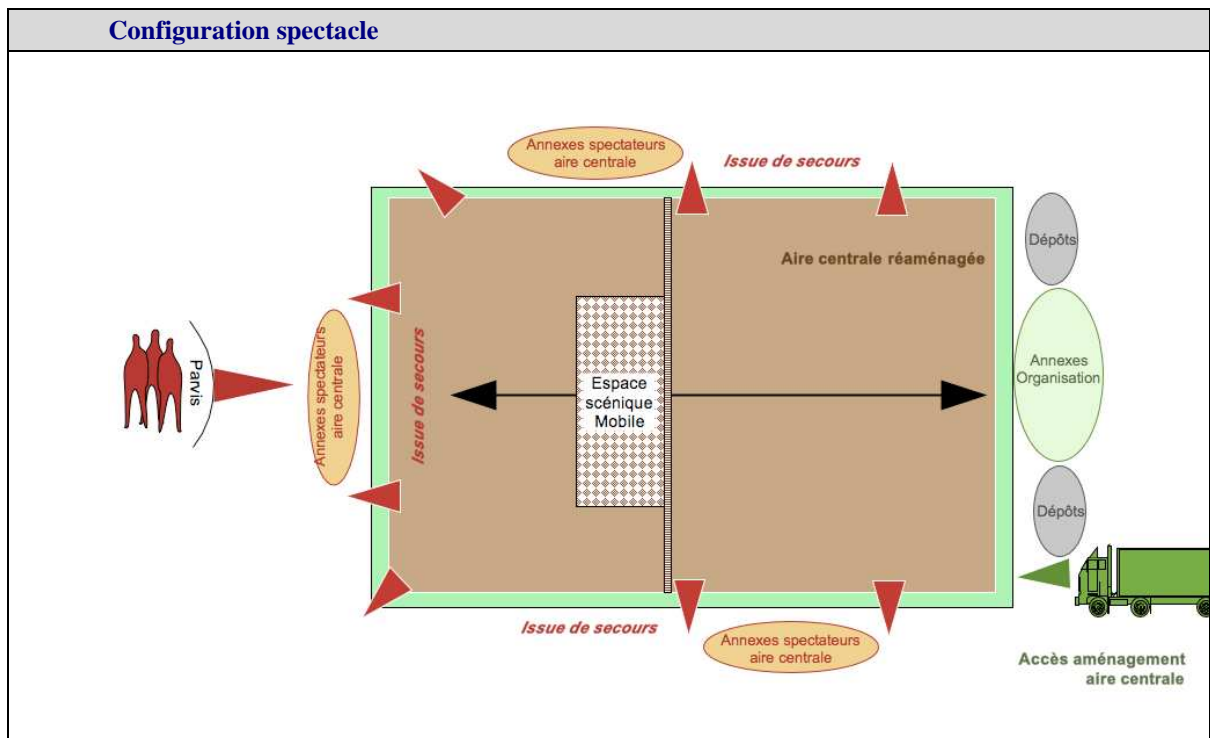 Configuration spectacle
Annexes spectateurs
aire centrale
Issue de secours
Dépôts
Aire centrale réaménagée
Parvis
Annexes spectateurs
aire centrale
Issue de secours
Espace
scénique
Mobile
Annexes
Organisation
Dépôts
Issue de secours
Annexes spectateurs
aire centrale
Accès aménagement
aire centrale